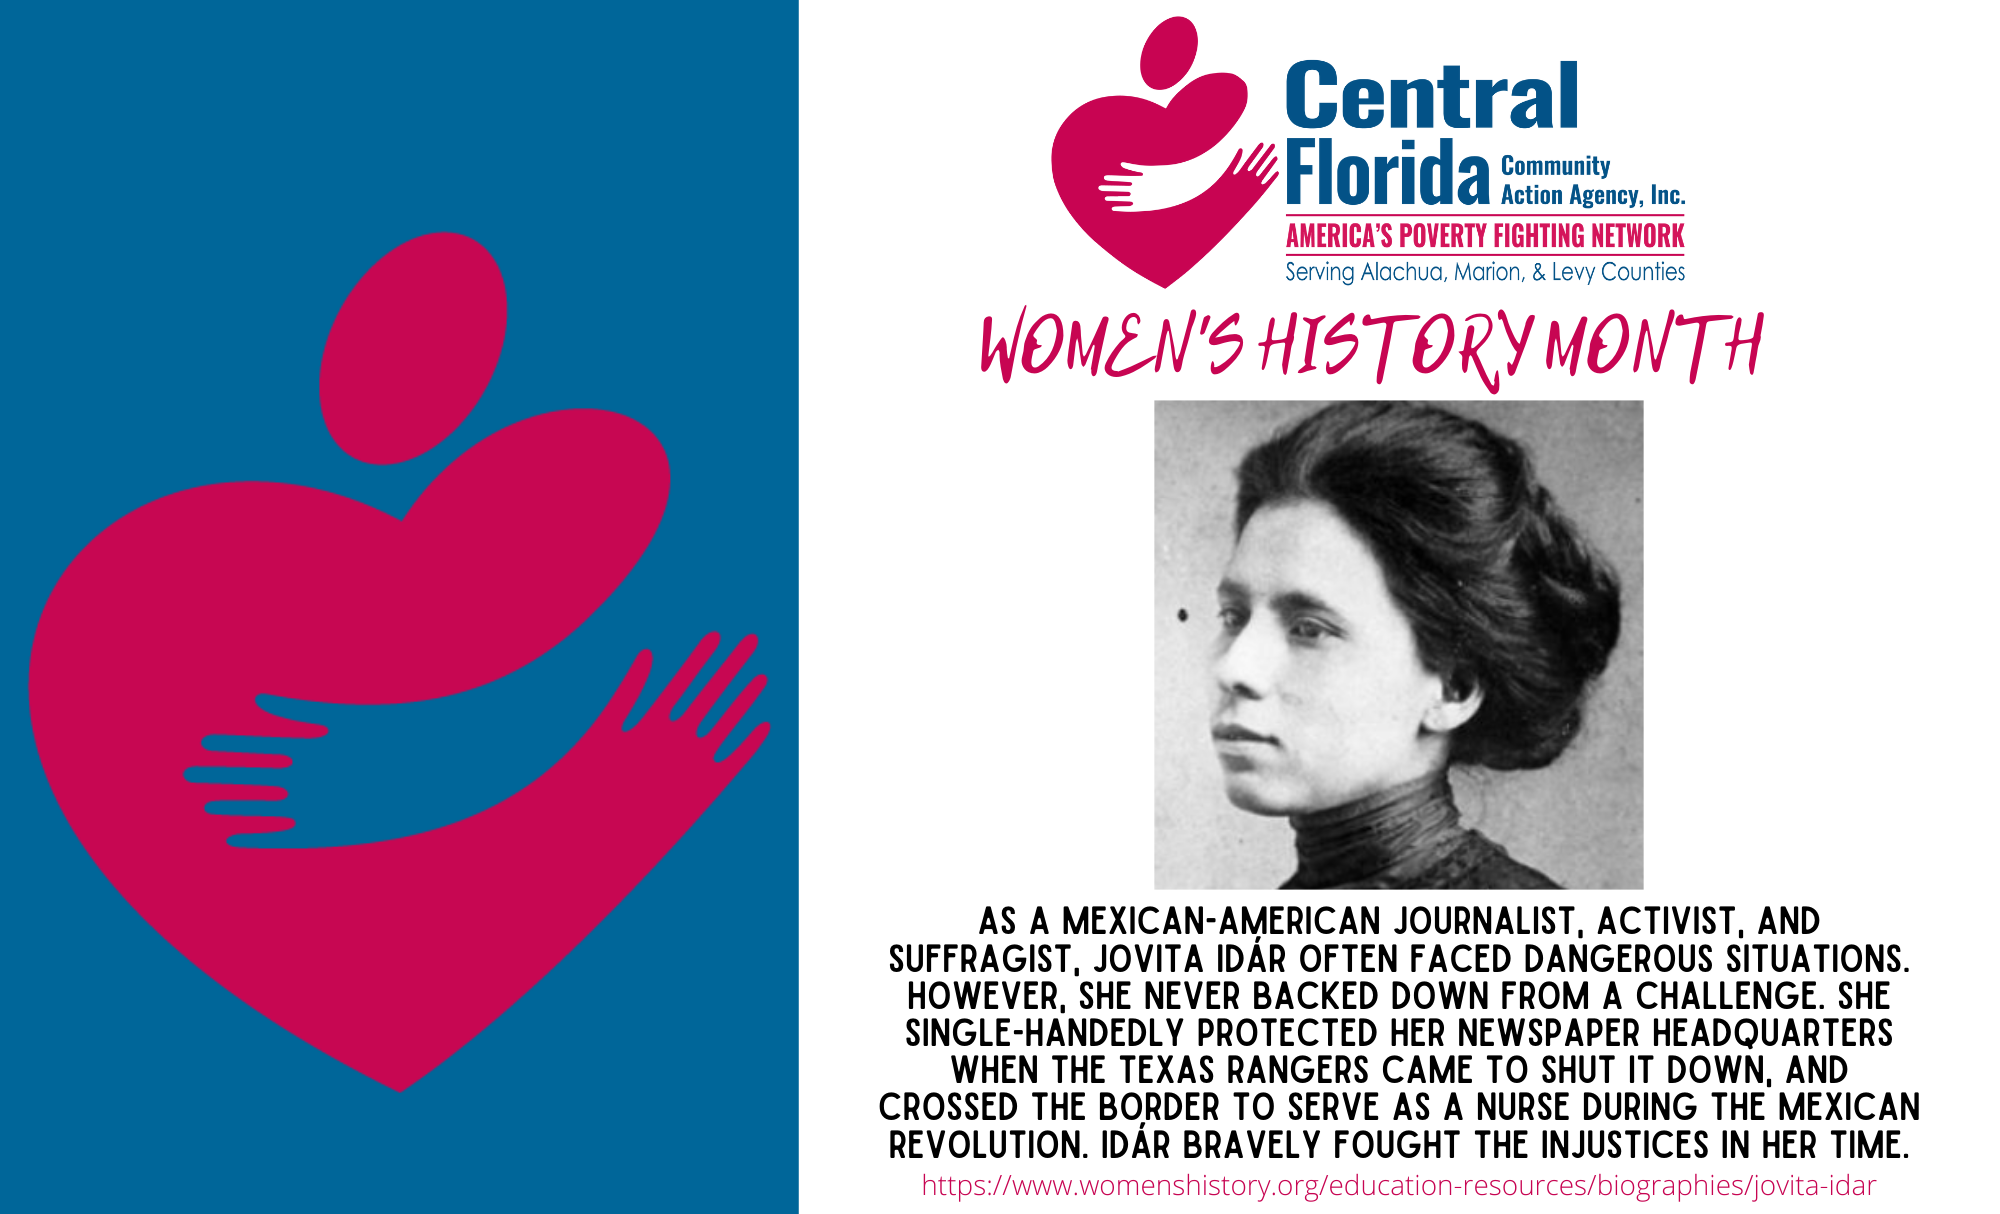 Central
Florida Community
Action Agency, Inc.
AMERICA'S POVERTY FIGHTING NETWORK
Serving Alachua, Marion, & Levy Counties
WOMEN'S HISTORY MONTH
AS A MEXICAN-AMERICAN JOURNALIST, ACTIVIST, AND
SUFFRAGIST, JOVITA IDÁR OFTEN FACED DANGEROUS SITUATIONS.
HOWEVER, SHE NEVER BACKED DOWN FROM A CHALLENGE. SHE
SINGLE-HANDEDLY PROTECTED HER NEWSPAPER HEADQUARTERS
WHEN THE TEXAS RANGERS CAME TO SHUT IT DOWN, AND
CROSSED THE BORDER TO SERVE AS A NURSE DURING THE MEXICAN
REVOLUTION. IDÁR BRAVELY FOUGHT THE INJUSTICES IN HER TIME.
https://www.womenshistory.org/education-resources/biographies/jovita-idar